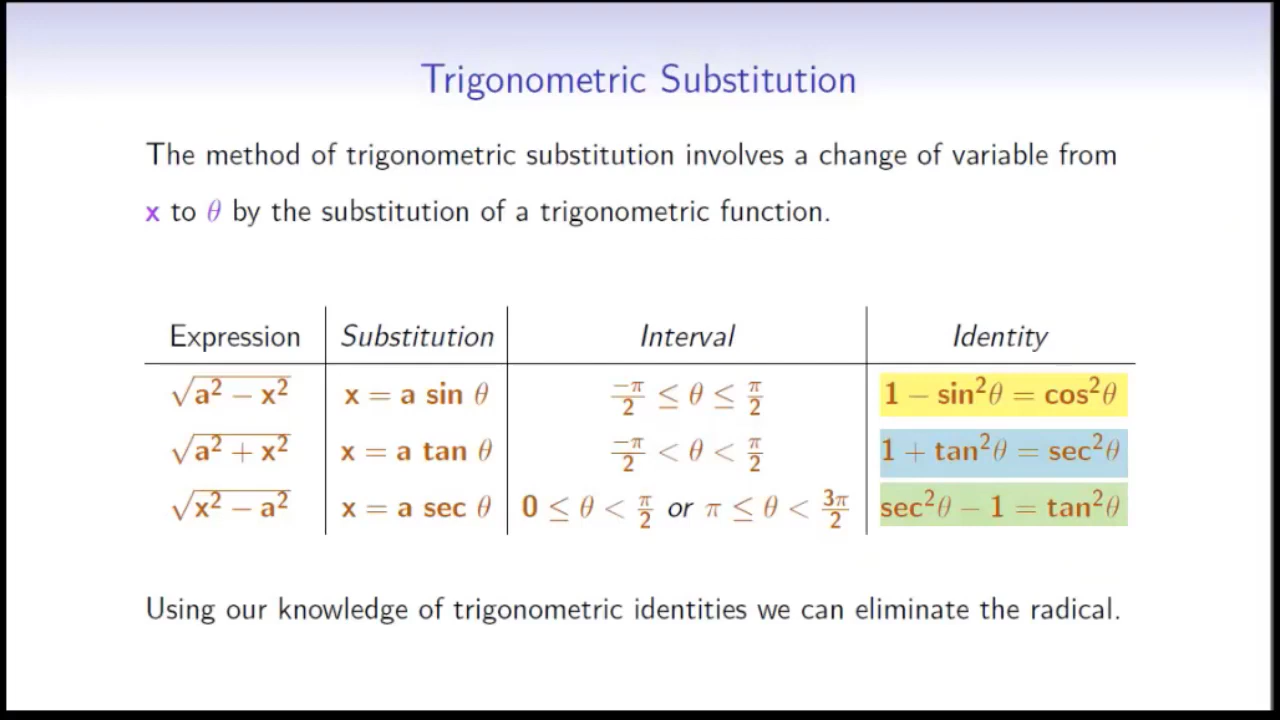 Trigonometric Substitution
The method of trigonometric substitution involves a change of variable from
x to θ by the substitution of a trigonometric function.
Expression Substitution Interval Identity
√(a² − x²) x = a sin θ −π/2 ≤ θ ≤ π/2 1 − sin²θ = cos²θ
√(a² + x²) x = a tan θ −π/2 < θ < π/2 1 + tan²θ = sec²θ
√(x² − a²) x = a sec θ 0 ≤ θ < π/2 or π ≤ θ < 3π/2 sec²θ − 1 = tan²θ
Using our knowledge of trigonometric identities we can eliminate the radical.